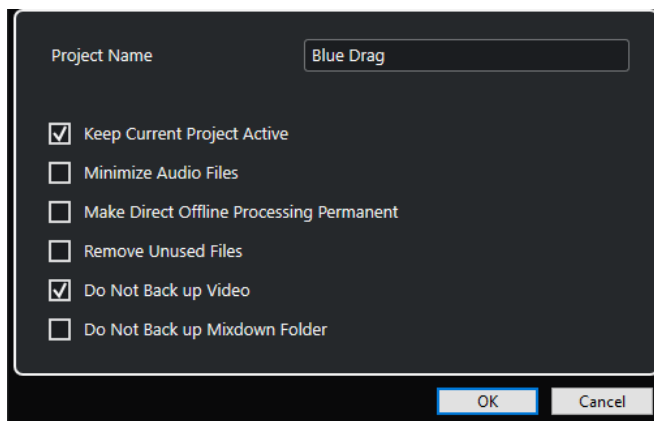 Project Name
Blue Drag
Keep Current Project Active
Minimize Audio Files
Make Direct Offline Processing Permanent
Remove Unused Files
Do Not Back up Video
Do Not Back up Mixdown Folder
OK
Cancel